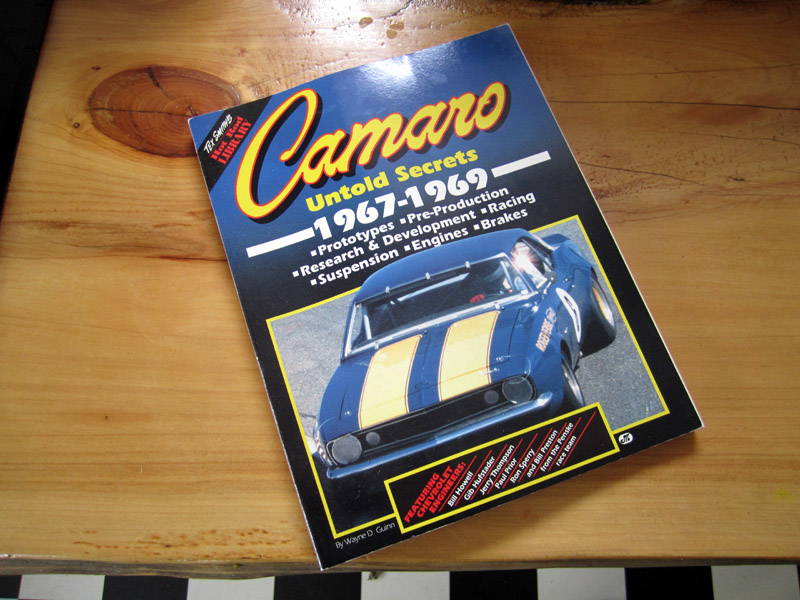 TEX SMITH'S
Hot Rod
LIBRARY
Camaro
Untold Secrets
1967-1969
▪Prototypes ▪Pre-Production
▪Research & Development ▪Racing
▪Suspension ▪Engines ▪Brakes
FEATURING
CHEVROLET
ENGINEERS:
Bill Howell
Gib Hufstader
Jerry Thompson
Paul Prior
Ron Sperry
and Bill Preston
from the Penske
race team
By Wayne D. Guinn